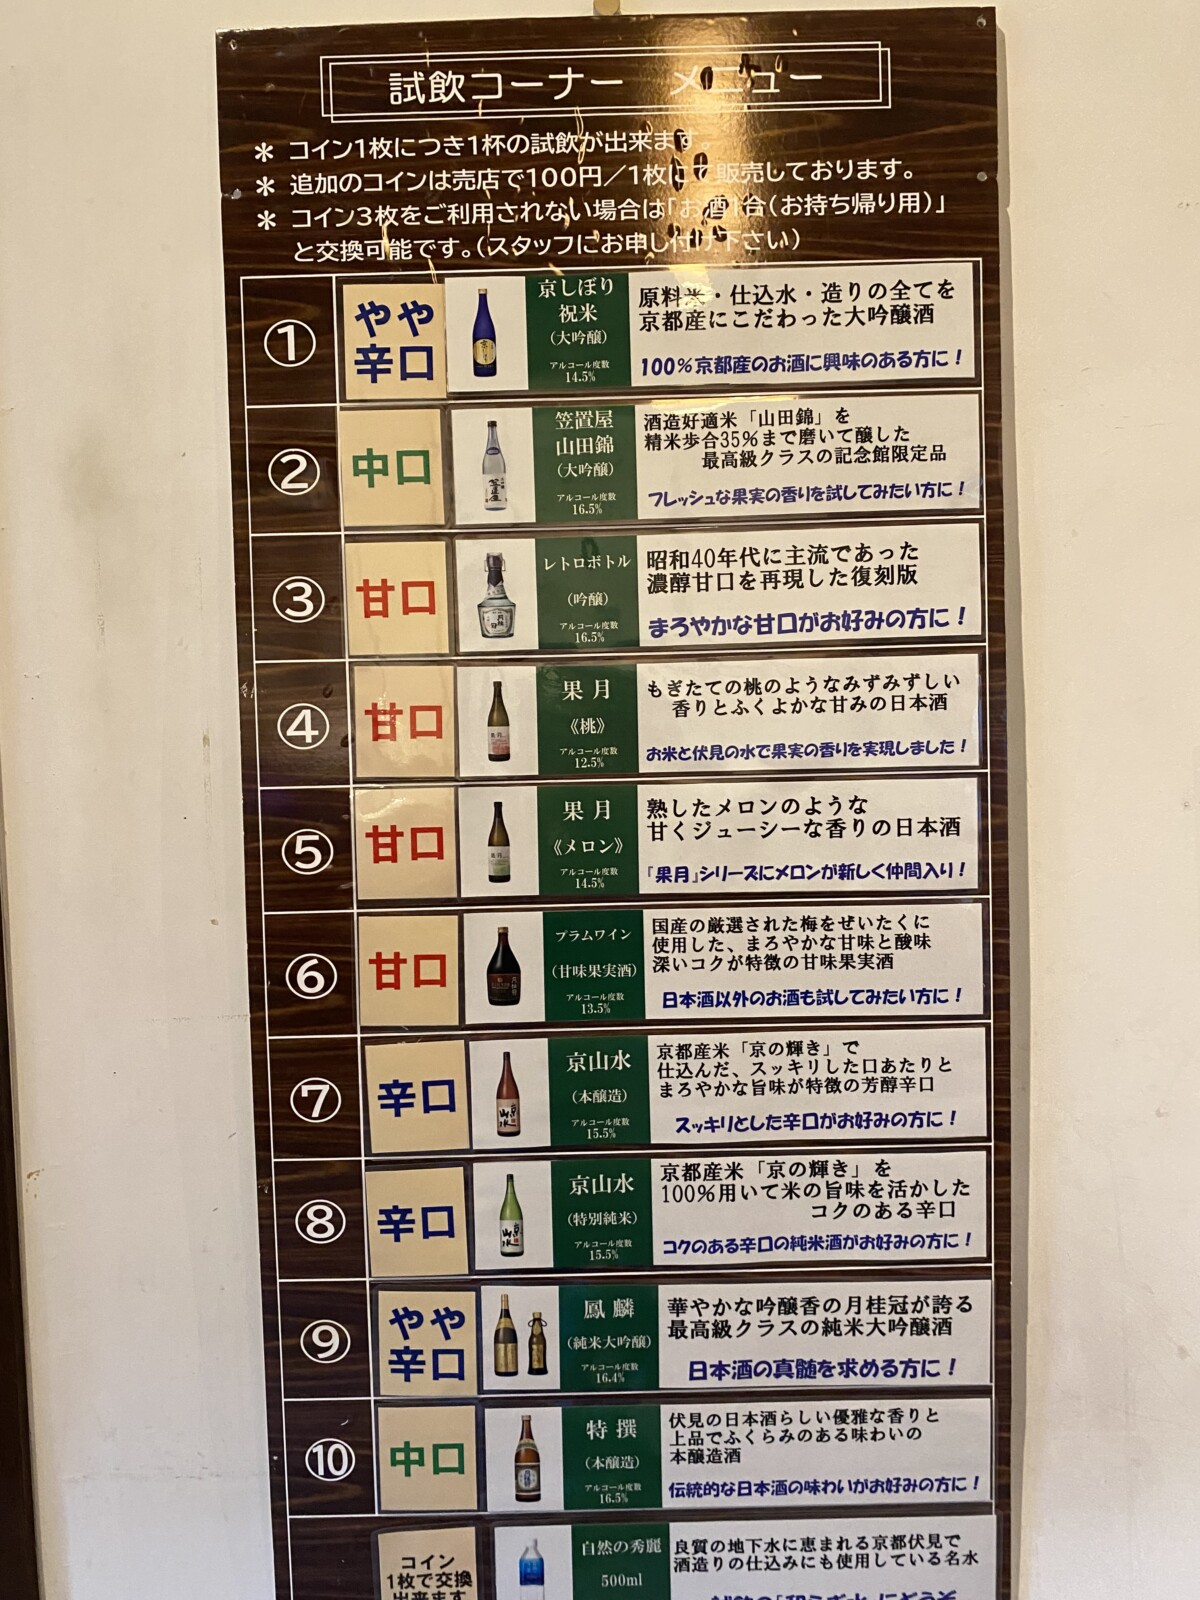 試飲コーナー メニュー
＊ コイン1枚につき1杯の試飲が出来ます。
＊ 追加のコインは売店で100円／1枚にて販売しております。
＊ コイン3枚をご利用されない場合は「お酒1合（お持ち帰り用）」
と交換可能です。（スタッフにお申し付け下さい）
①
やや
辛口
京しぼり
祝米
（大吟醸）
アルコール度数
14.5%
原料米・仕込水・造りの全てを
京都産にこだわった大吟醸酒
100％京都産のお酒に興味のある方に！
②
中口
笠置屋
山田錦
（大吟醸）
アルコール度数
16.5%
酒造好適米「山田錦」を
精米歩合35％まで磨いて醸した
最高級クラスの記念館限定品
フレッシュな果実の香りを試してみたい方に！
③
甘口
レトロボトル
（吟醸）
アルコール度数
16.5%
昭和40年代に主流であった
濃醇甘口を再現した復刻版
まろやかな甘口がお好みの方に！
④
甘口
果月
《桃》
アルコール度数
12.5%
もぎたての桃のようなみずみずしい
香りとふくよかな甘みの日本酒
お米と伏見の水で果実の香りを実現しました！
⑤
甘口
果月
《メロン》
アルコール度数
14.5%
熟したメロンのような
甘くジューシーな香りの日本酒
「果月」シリーズにメロンが新しく仲間入り！
⑥
甘口
プラムワイン
（甘味果実酒）
アルコール度数
13.5%
国産の厳選された梅をぜいたくに
使用した、まろやかな甘味と酸味
深いコクが特徴の甘味果実酒
日本酒以外のお酒も試してみたい方に！
⑦
辛口
京山水
（本醸造）
アルコール度数
15.5%
京都産米「京の輝き」で
仕込んだ、スッキリした口あたりと
まろやかな旨味が特徴の芳醇辛口
スッキリとした辛口がお好みの方に！
⑧
辛口
京山水
（特別純米）
アルコール度数
15.5%
京都産米「京の輝き」を
100％用いて米の旨味を活かした
コクのある辛口
コクのある辛口の純米酒がお好みの方に！
⑨
やや
辛口
鳳麟
（純米大吟醸）
アルコール度数
16.4%
華やかな吟醸香の月桂冠が誇る
最高級クラスの純米大吟醸酒
日本酒の真髄を求める方に！
⑩
中口
特撰
（本醸造）
アルコール度数
16.5%
伏見の日本酒らしい優雅な香りと
上品でふくらみのある味わいの
本醸造酒
伝統的な日本酒の味わいがお好みの方に！
コイン
1枚で交換
出来ます
自然の秀麗
500ml
良質の地下水に恵まれる京都伏見で
酒造りの仕込みにも使用している名水